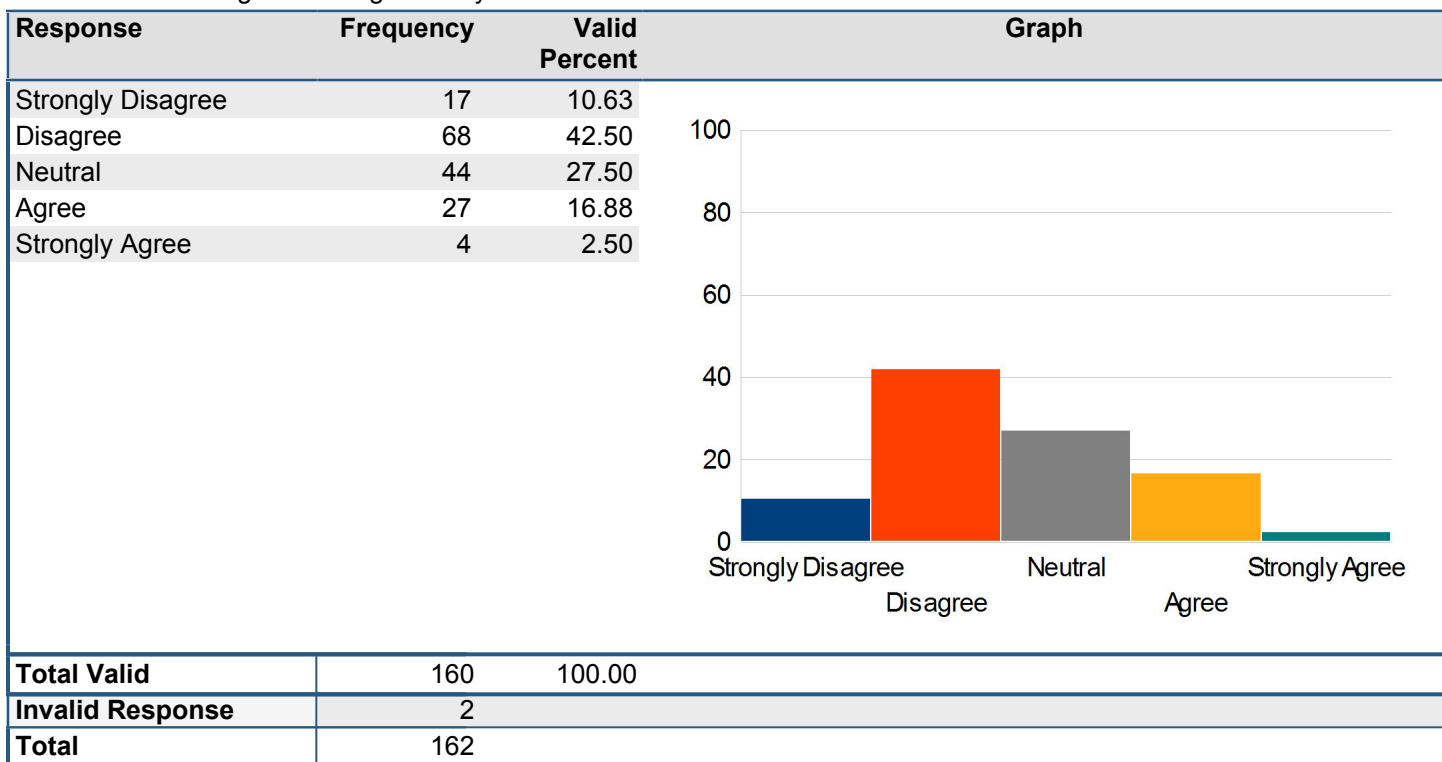 Response Frequency Valid Percent Graph
Strongly Disagree 17 10.63
Disagree 68 42.50
Neutral 44 27.50
Agree 27 16.88
Strongly Agree 4 2.50
100
80
60
40
20
0
Strongly Disagree Neutral Strongly Agree
Disagree Agree
Total Valid 160 100.00
Invalid Response 2
Total 162